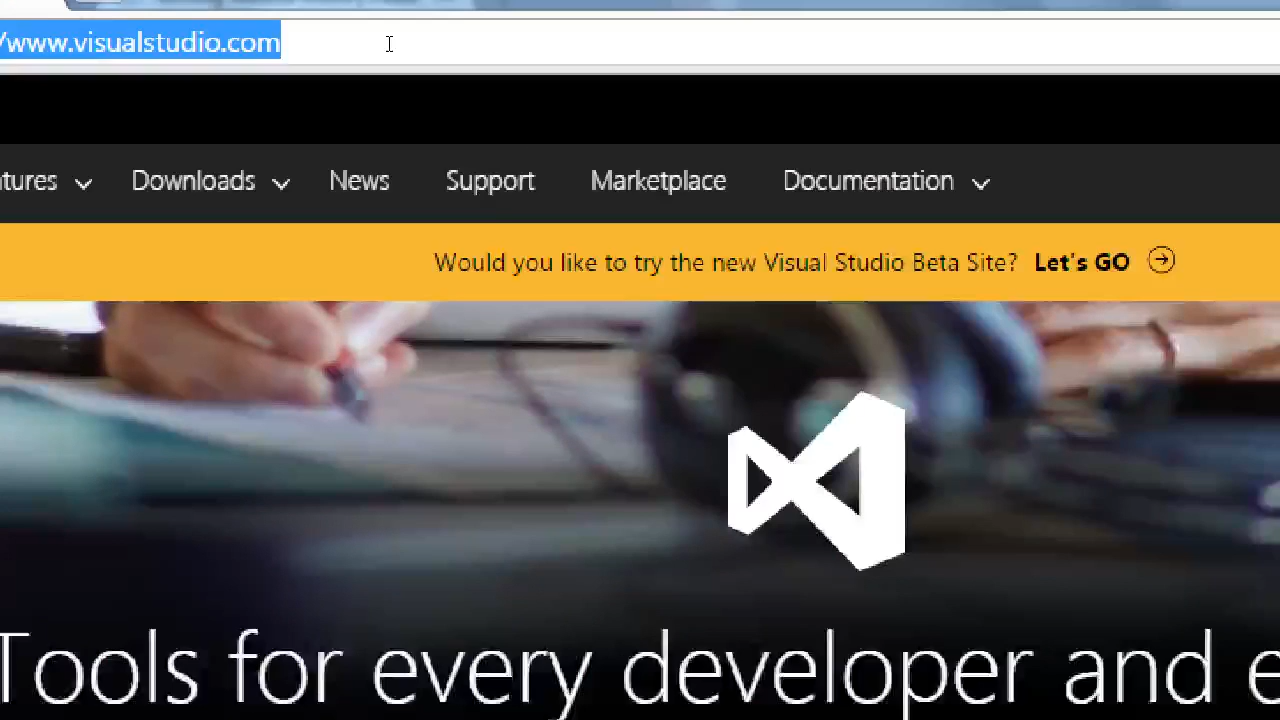 /www.visualstudio.com
tures Downloads News Support Marketplace Documentation
Would you like to try the new Visual Studio Beta Site? Let's GO
Tools for every developer and e